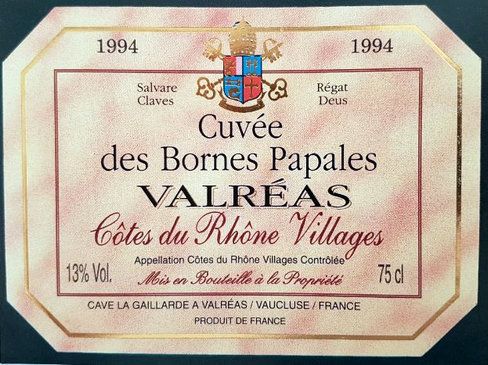 1994 1994
Salvare Régat
Claves Deus
Cuvée
des Bornes Papales
VALRÉAS
Côtes du Rhône Villages
Appellation Côtes du Rhône Villages Contrôlée
13% Vol. Mis en Bouteille à la Propriété 75 cl
CAVE LA GAILLARDE A VALRÉAS / VAUCLUSE / FRANCE
PRODUIT DE FRANCE